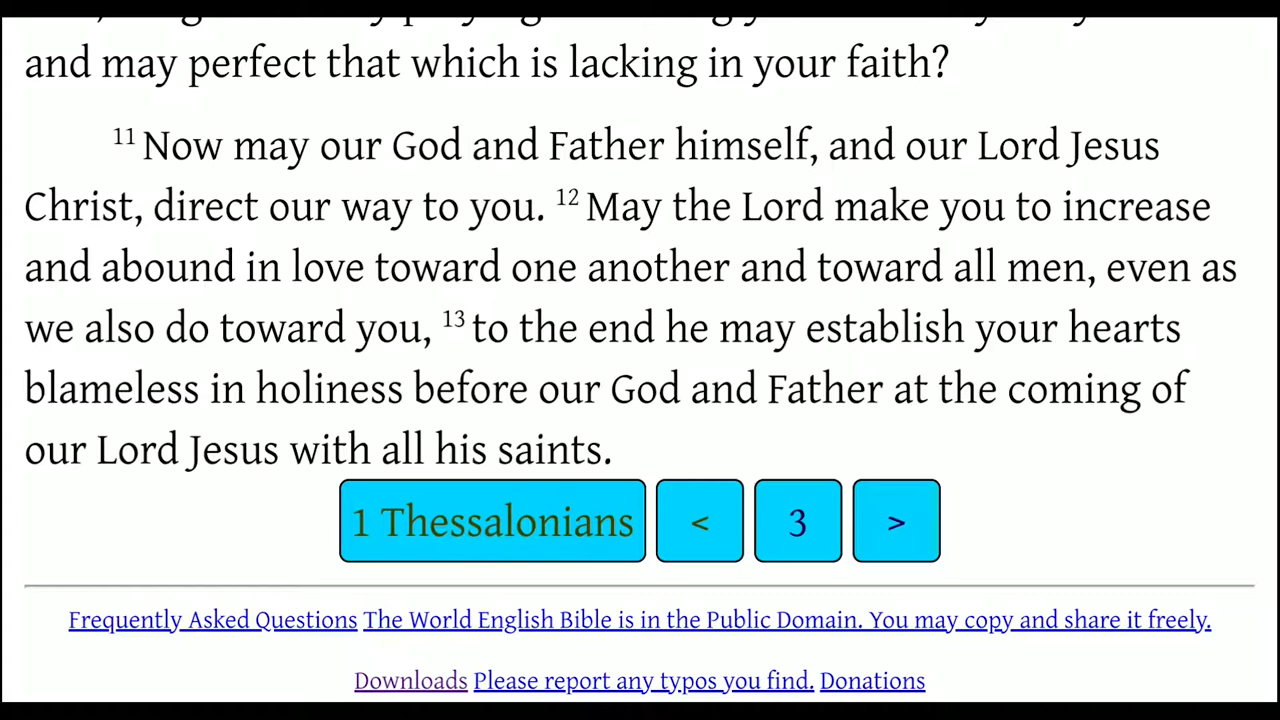 and may perfect that which is lacking in your faith?
11 Now may our God and Father himself, and our Lord Jesus
Christ, direct our way to you. 12 May the Lord make you to increase
and abound in love toward one another and toward all men, even as
we also do toward you, 13 to the end he may establish your hearts
blameless in holiness before our God and Father at the coming of
our Lord Jesus with all his saints.
1 Thessalonians < 3 >
Frequently Asked Questions The World English Bible is in the Public Domain. You may copy and share it freely.
Downloads Please report any typos you find. Donations